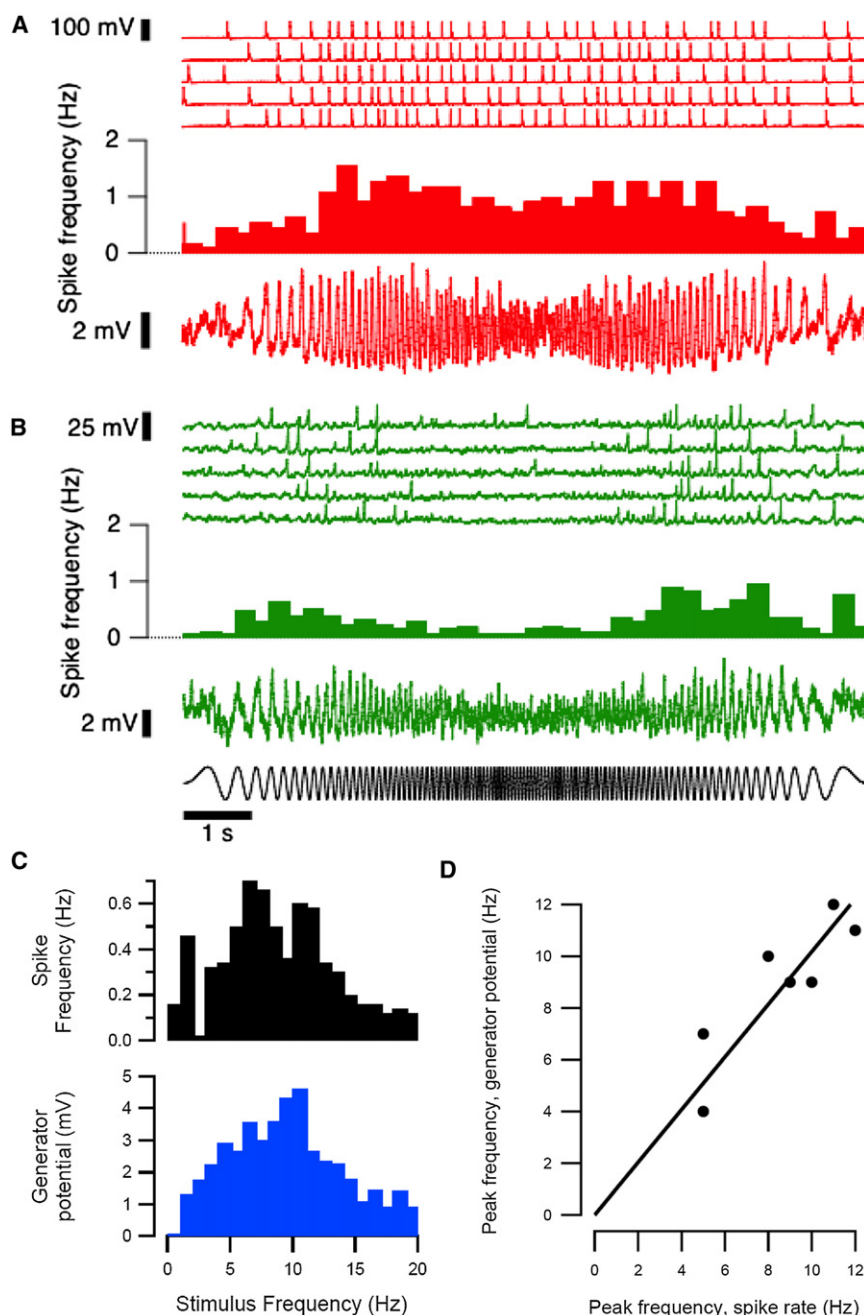 A
100 mV
Spike frequency (Hz)
2
1
0
2 mV
B
25 mV
Spike frequency (Hz)
2
1
0
2 mV
1 s
C
Spike
Frequency (Hz)
0.6
0.4
0.2
0.0
Generator
potential (mV)
5
4
3
2
1
0
0 5 10 20
Stimulus Frequency (Hz)
D
Peak frequency, generator potential (Hz)
12
10
8
6
4
2
0
0 2 4 6 8 10 12
Peak frequency, spike rate (Hz)